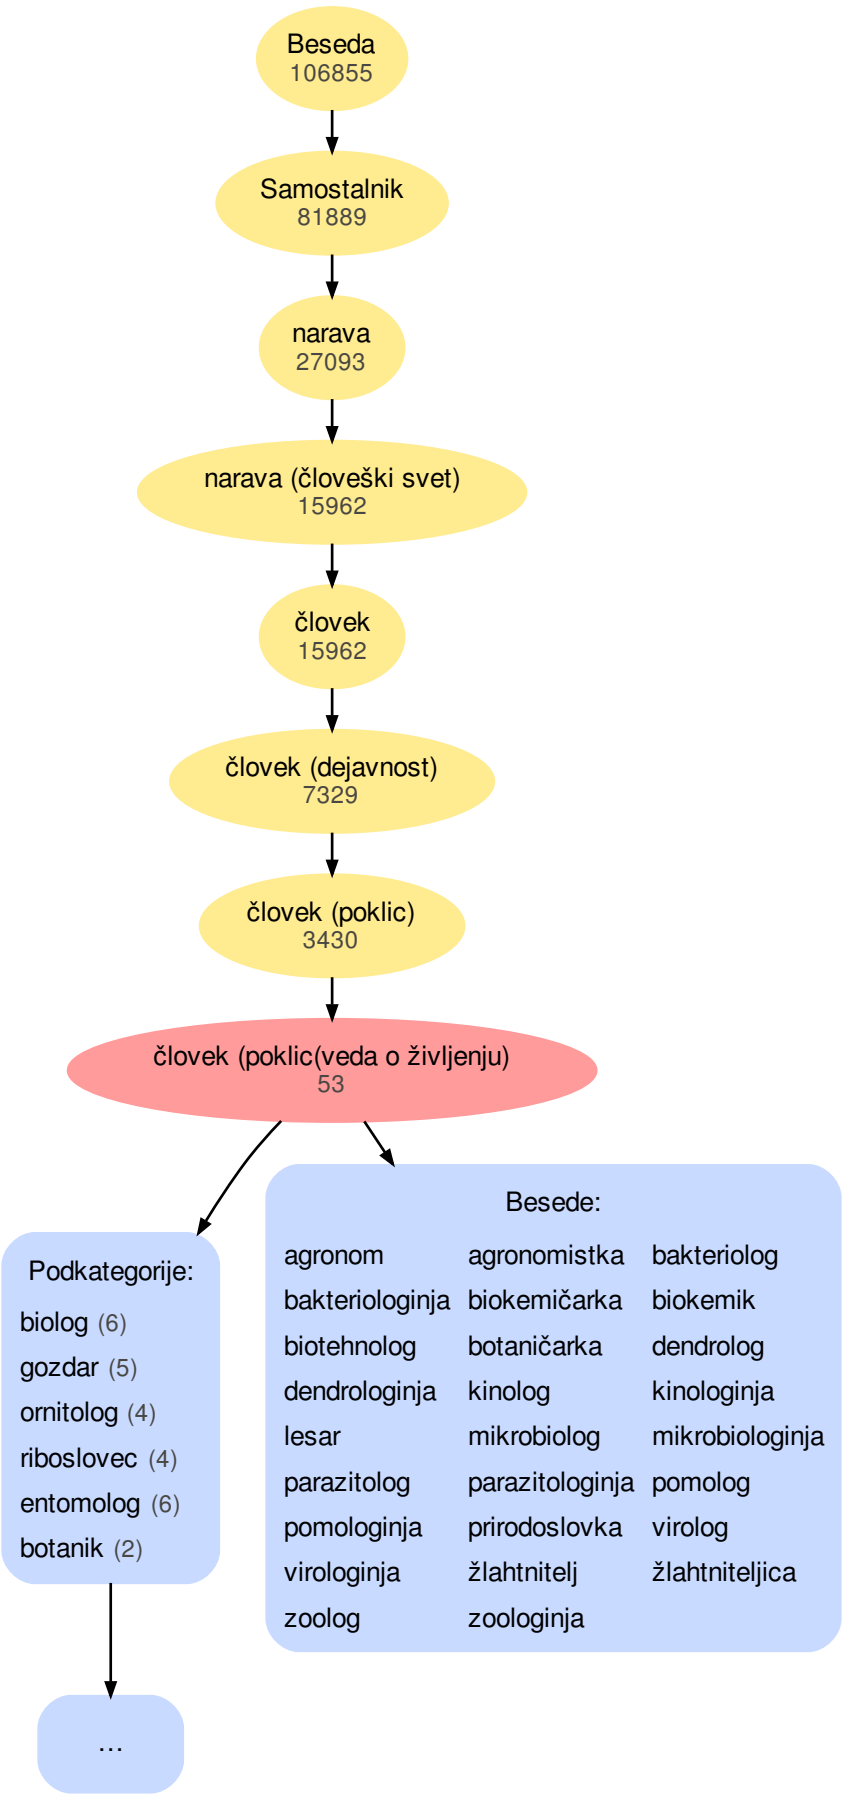 Beseda
106855
Samostalnik
81889
narava
27093
narava (človeški svet)
15962
človek
15962
človek (dejavnost)
7329
človek (poklic)
3430
človek (poklic(veda o življenju)
53
Podkategorije:
biolog (6)
gozdar (5)
ornitolog (4)
riboslovec (4)
entomolog (6)
botanik (2)
...
Besede:
agronom agronomistka bakteriolog
bakteriologinja biokemičarka biokemik
biotehnolog botaničarka dendrolog
dendrologinja kinolog kinologinja
lesar mikrobiolog mikrobiologinja
parazitolog parazitologinja pomolog
pomologinja prirodoslovka virolog
virologinja žlahtnitelj žlahtniteljica
zoolog zoologinja